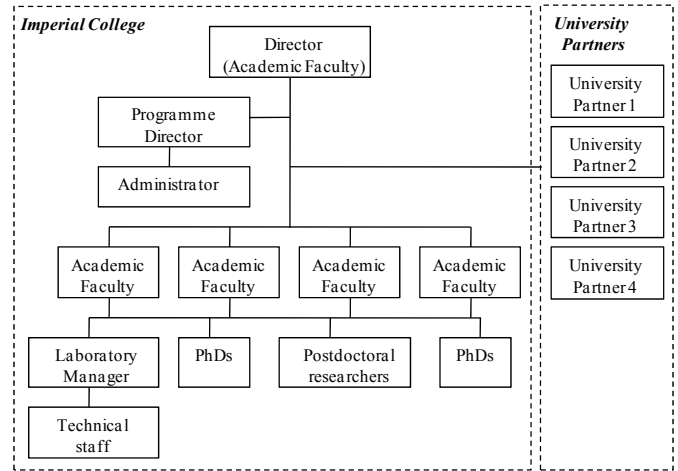 Imperial College
University
Partners
Director
(Academic Faculty)
Programme
Director
Administrator
Academic
Faculty
Academic
Faculty
Academic
Faculty
Academic
Faculty
Laboratory
Manager
PhDs
Postdoctoral
researchers
PhDs
Technical
staff
University
Partner 1
University
Partner 2
University
Partner 3
University
Partner 4